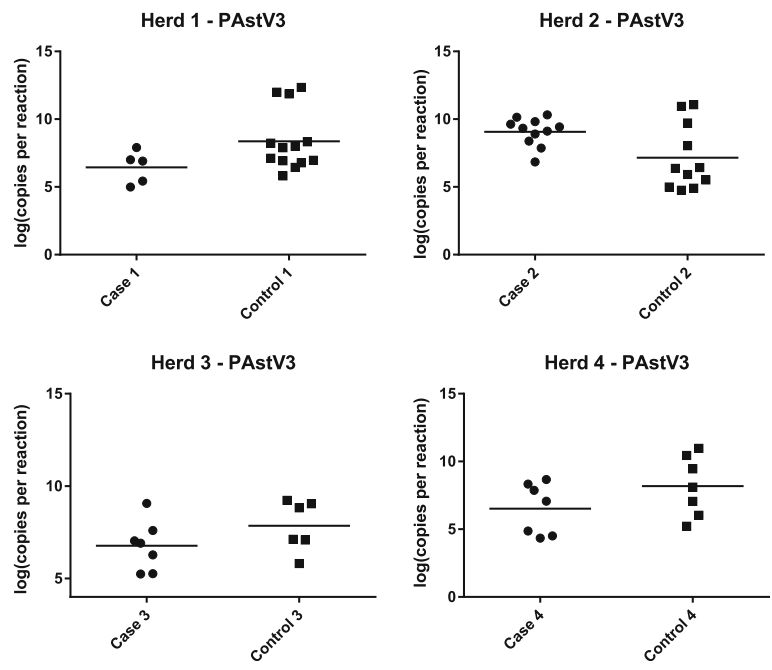 Herd 1 - PAstV3
log(copies per reaction)
15
10
5
0
Case 1
Control 1
Herd 2 - PAstV3
log(copies per reaction)
15
10
5
0
Case 2
Control 2
Herd 3 - PAstV3
log(copies per reaction)
15
10
5
Case 3
Control 3
Herd 4 - PAstV3
log(copies per reaction)
15
10
5
0
Case 4
Control 4